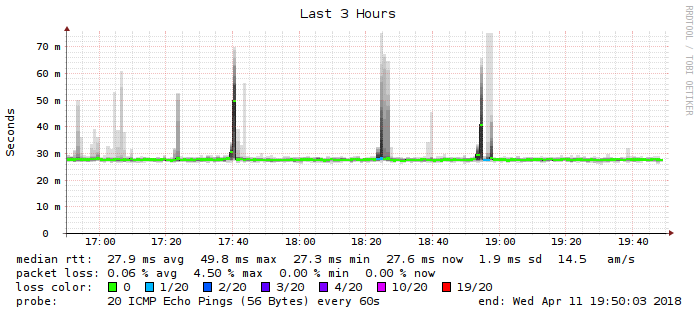 Last 3 Hours
RRDTOOL / TOBI OETIKER
Seconds
70 m
60 m
50 m
40 m
30 m
20 m
10 m
0
17:00 17:20 17:40 18:00 18:20 18:40 19:00 19:20 19:40
median rtt: 27.9 ms avg 49.8 ms max 27.3 ms min 27.6 ms now 1.9 ms sd 14.5 am/s
packet loss: 0.06 % avg 4.50 % max 0.00 % min 0.00 % now
loss color: 0 1/20 2/20 3/20 4/20 10/20 19/20
probe: 20 ICMP Echo Pings (56 Bytes) every 60s end: Wed Apr 11 19:50:03 2018